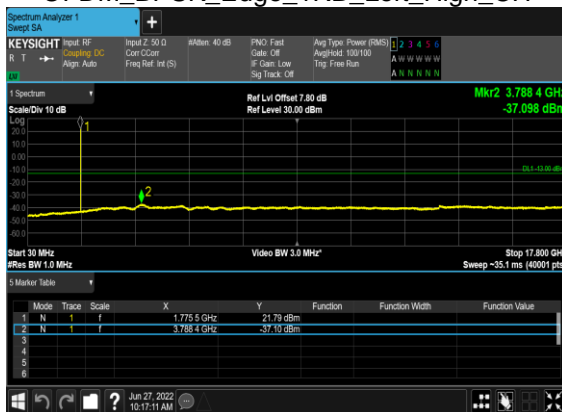 Spectrum Analyzer 1
Swept SA
+
KEYSIGHT Input: RF Input Z: 50 Ω #Atten: 40 dB PNO: Fast Avg Type: Power (RMS) 1 2 3 4 5 6
R T Coupling: DC Corr CCorr Gate: Off Avg|Hold: 100/100 A W W W W W
Align: Auto Freq Ref: Int (S) IF Gain: Low Trig: Free Run
LU Sig Track: Off A N N N N N
1 Spectrum Ref Lvl Offset 7.80 dB Mkr2 3.788 4 GHz
Scale/Div 10 dB Ref Level 30.00 dBm -37.098 dBm
Log
20.0
10.0
0.00
-10.0
-20.0
-30.0
-40.0
-50.0
-60.0
1
2
DL1 -13.00 dB
Start 30 MHz Video BW 3.0 MHz* Stop 17.800 GHz
#Res BW 1.0 MHz Sweep ~35.1 ms (40001 pts)
5 Marker Table
Mode Trace Scale X Y Function Function Width Function Value
1 N 1 f 1.775 5 GHz 21.79 dBm
2 N 1 f 3.788 4 GHz -37.10 dBm
3
4
5
6
? Jun 27, 2022
10:17:11 AM